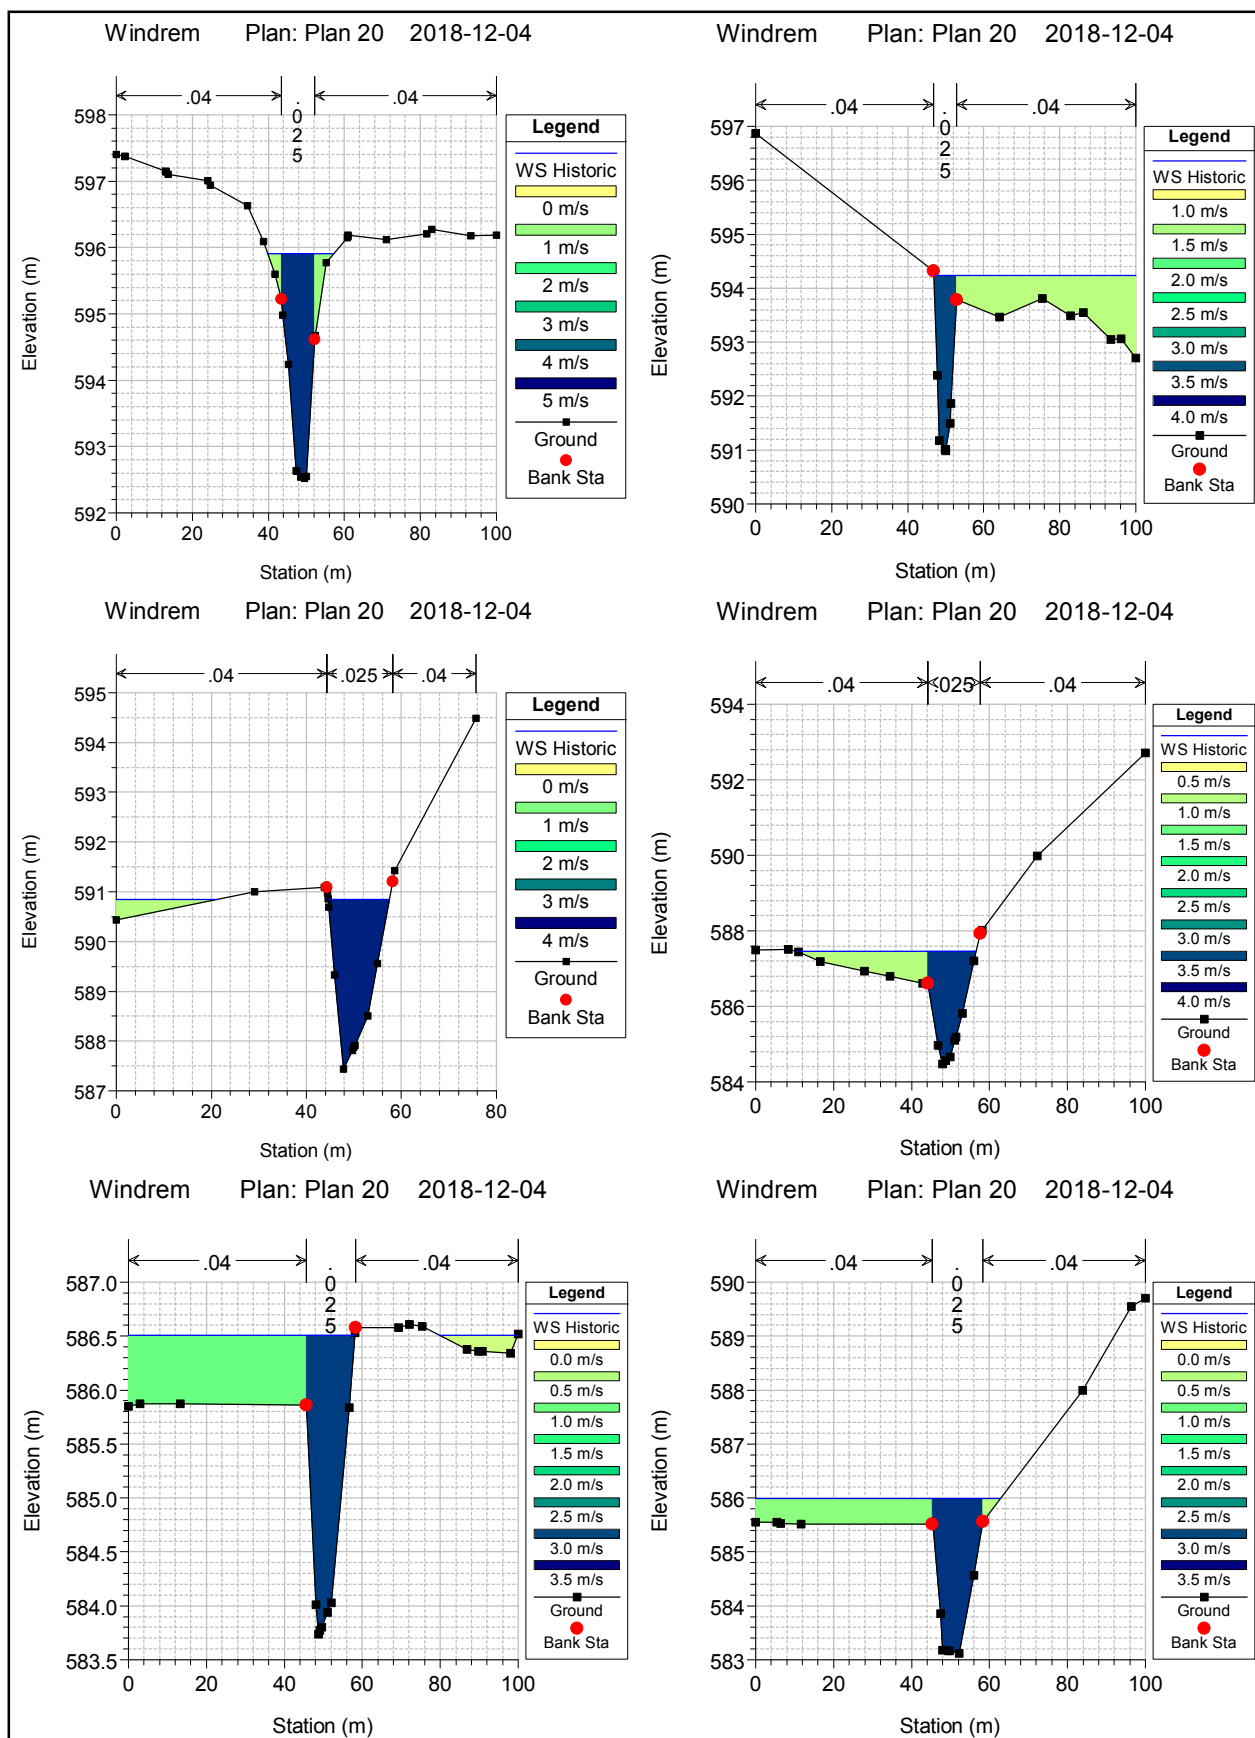 Windrem Plan: Plan 20 2018-12-04
.04 .025 .04
598
597
596
595
594
593
592
Elevation (m)
0 20 40 60 80 100
Station (m)
Legend
WS Historic
0 m/s
1 m/s
2 m/s
3 m/s
4 m/s
5 m/s
Ground
Bank Sta
Windrem Plan: Plan 20 2018-12-04
.04 .025 .04
597
596
595
594
593
592
591
590
Elevation (m)
0 20 40 60 80 100
Station (m)
Legend
WS Historic
1.0 m/s
1.5 m/s
2.0 m/s
2.5 m/s
3.0 m/s
3.5 m/s
4.0 m/s
Ground
Bank Sta
Windrem Plan: Plan 20 2018-12-04
.04 .025 .04
595
594
593
592
591
590
589
588
587
Elevation (m)
0 20 40 60 80
Station (m)
Legend
WS Historic
0 m/s
1 m/s
2 m/s
3 m/s
4 m/s
Ground
Bank Sta
Windrem Plan: Plan 20 2018-12-04
.04 .025 .04
594
592
590
588
586
584
Elevation (m)
0 20 40 60 80 100
Station (m)
Legend
WS Historic
0.5 m/s
1.0 m/s
1.5 m/s
2.0 m/s
2.5 m/s
3.0 m/s
3.5 m/s
4.0 m/s
Ground
Bank Sta
Windrem Plan: Plan 20 2018-12-04
.04 .025 .04
587.0
586.5
586.0
585.5
585.0
584.5
584.0
583.5
Elevation (m)
0 20 40 60 80 100
Station (m)
Legend
WS Historic
0.0 m/s
0.5 m/s
1.0 m/s
1.5 m/s
2.0 m/s
2.5 m/s
3.0 m/s
3.5 m/s
Ground
Bank Sta
Windrem Plan: Plan 20 2018-12-04
.04 .025 .04
590
589
588
587
586
585
584
583
Elevation (m)
0 20 40 60 80 100
Station (m)
Legend
WS Historic
0.0 m/s
0.5 m/s
1.0 m/s
1.5 m/s
2.0 m/s
2.5 m/s
3.0 m/s
3.5 m/s
Ground
Bank Sta